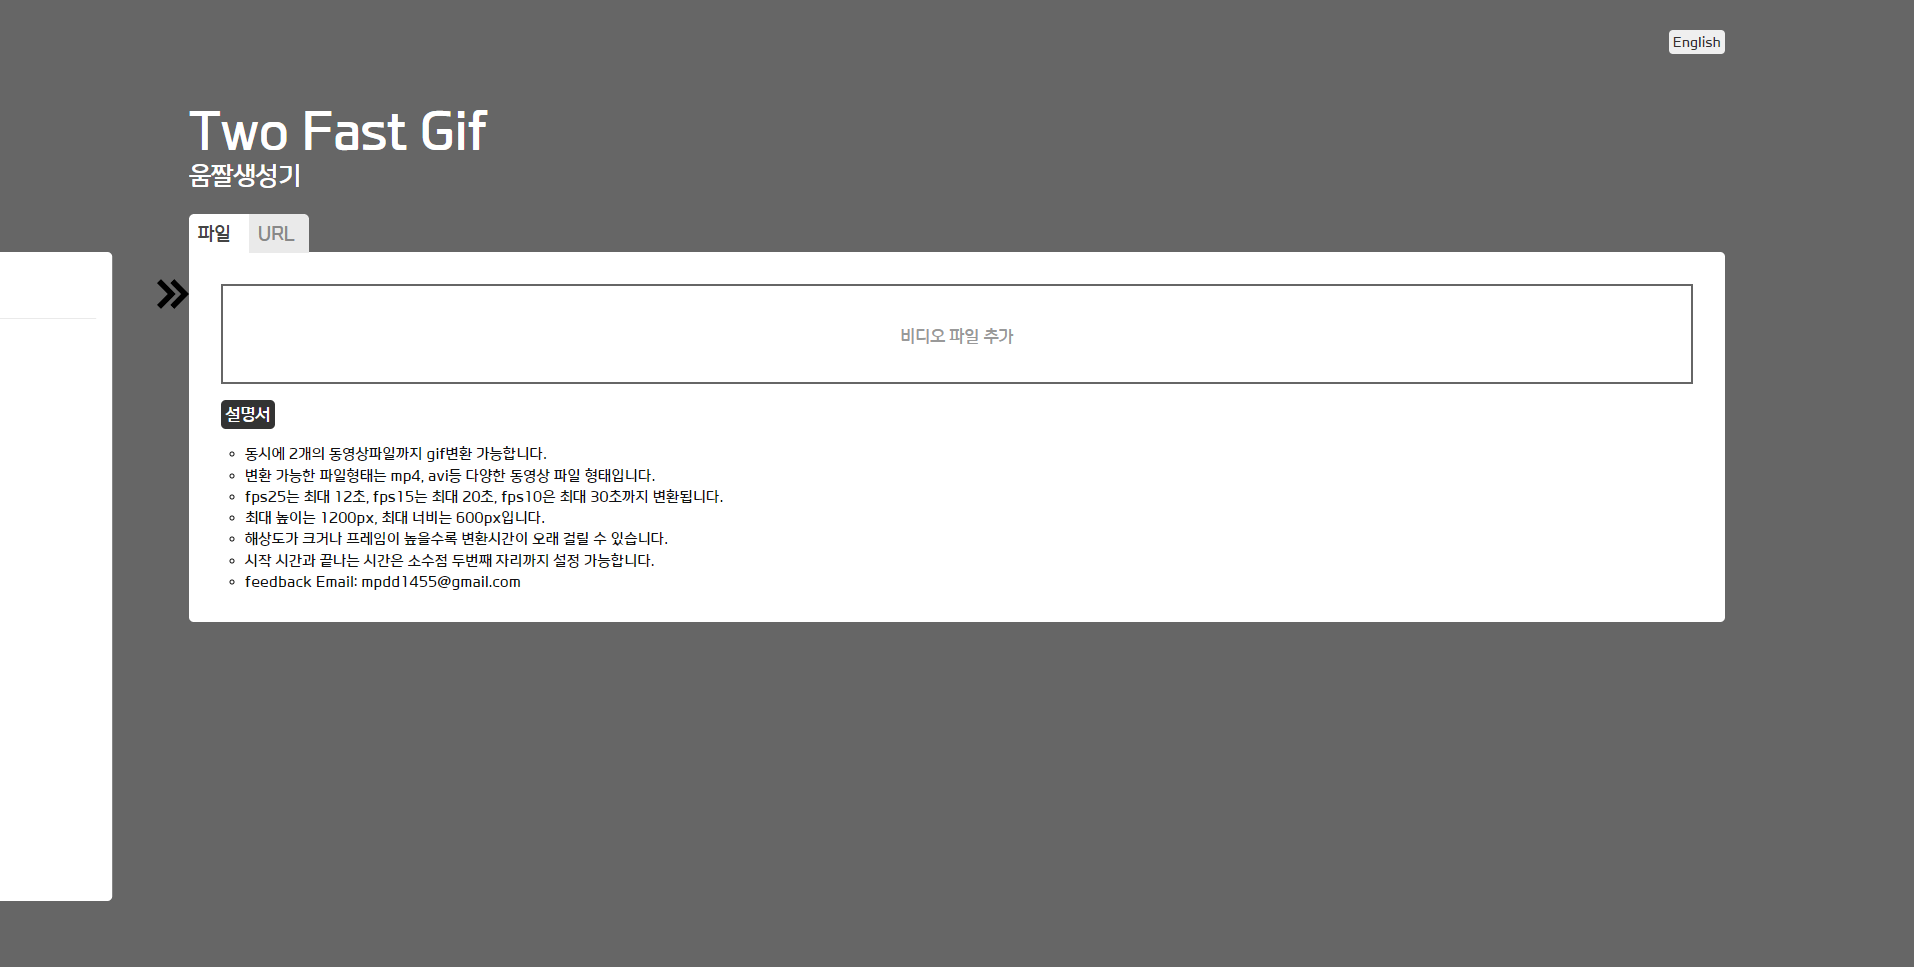 English
Two Fast Gif
움짤생성기
파일 URL
비디오 파일 추가
설명서
동시에 2개의 동영상파일까지 gif변환 가능합니다.
변환 가능한 파일형태는 mp4, avi등 다양한 동영상 파일 형태입니다.
fps25는 최대 12초, fps15는 최대 20초, fps10은 최대 30초까지 변환됩니다.
최대 높이는 1200px, 최대 너비는 600px입니다.
해상도가 크거나 프레임이 높을수록 변환시간이 오래 걸릴 수 있습니다.
시작 시간과 끝나는 시간은 소수점 두번째 자리까지 설정 가능합니다.
feedback Email: mpdd1455@gmail.com